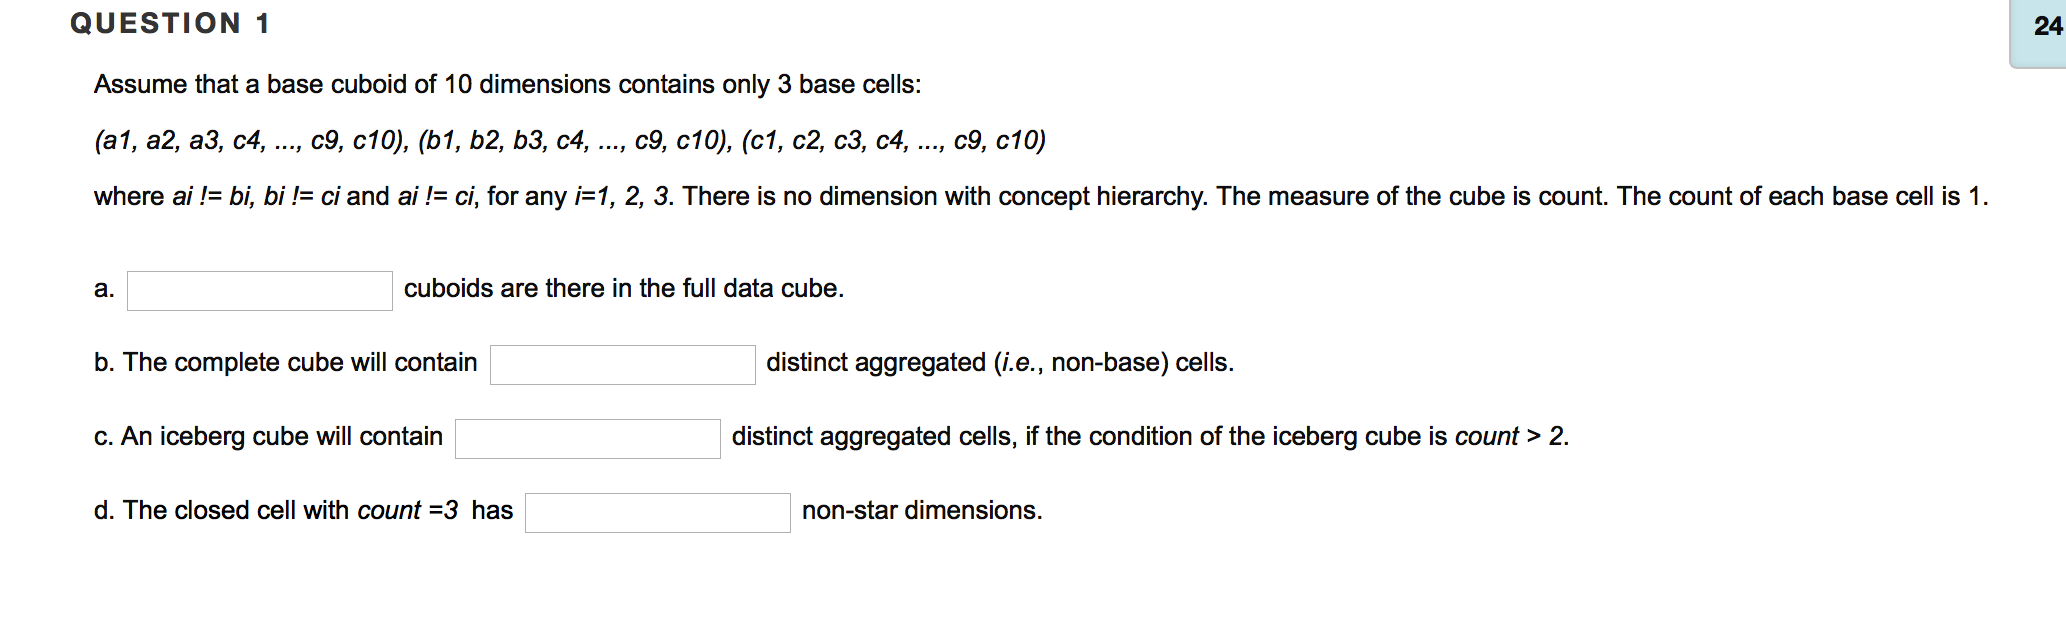 QUESTION 1
24
Assume that a base cuboid of 10 dimensions contains only 3 base cells:
(a1, a2, a3, c4, ..., c9, c10), (b1, b2, b3, c4, ..., c9, c10), (c1, c2, c3, c4, ..., c9, c10)
where ai != bi, bi != ci and ai != ci, for any i=1, 2, 3. There is no dimension with concept hierarchy. The measure of the cube is count. The count of each base cell is 1.
a. cuboids are there in the full data cube.
b. The complete cube will contain distinct aggregated (i.e., non-base) cells.
c. An iceberg cube will contain distinct aggregated cells, if the condition of the iceberg cube is count > 2.
d. The closed cell with count =3 has non-star dimensions.